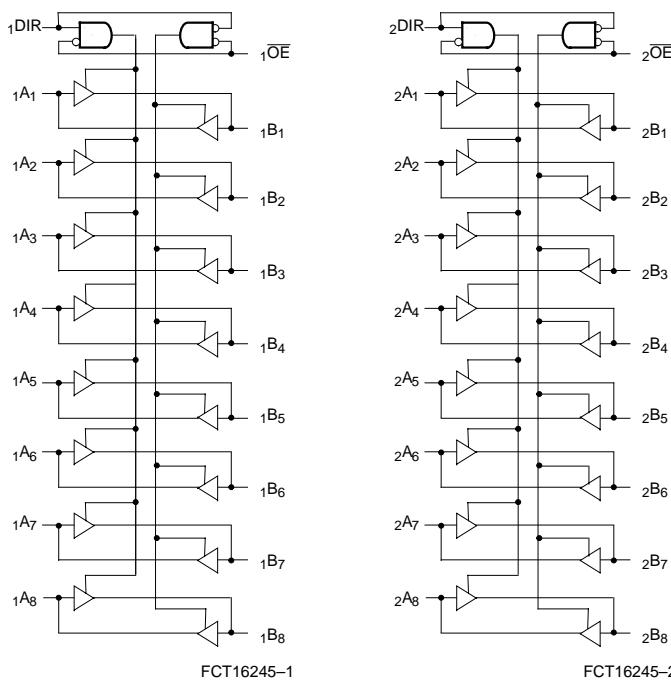 1DIR
1OE
1A1
1B1
1A2
1B2
1A3
1B3
1A4
1B4
1A5
1B5
1A6
1B6
1A7
1B7
1A8
1B8
FCT16245–1
2DIR
2OE
2A1
2B1
2A2
2B2
2A3
2B3
2A4
2B4
2A5
2B5
2A6
2B6
2A7
2B7
2A8
2B8
FCT16245–2